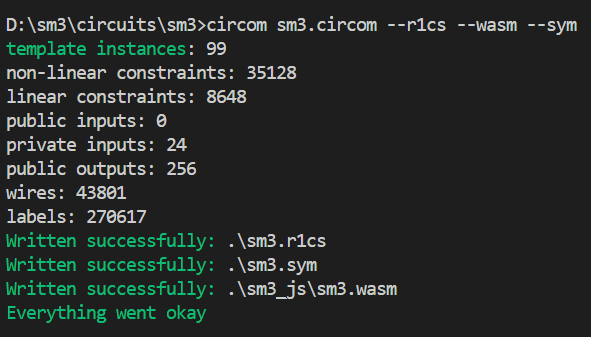 D:\sm3\circuits\sm3>circom sm3.circom --r1cs --wasm --sym
template instances: 99
non-linear constraints: 35128
linear constraints: 8648
public inputs: 0
private inputs: 24
public outputs: 256
wires: 43801
labels: 270617
Written successfully: .\sm3.r1cs
Written successfully: .\sm3.sym
Written successfully: .\sm3_js\sm3.wasm
Everything went okay